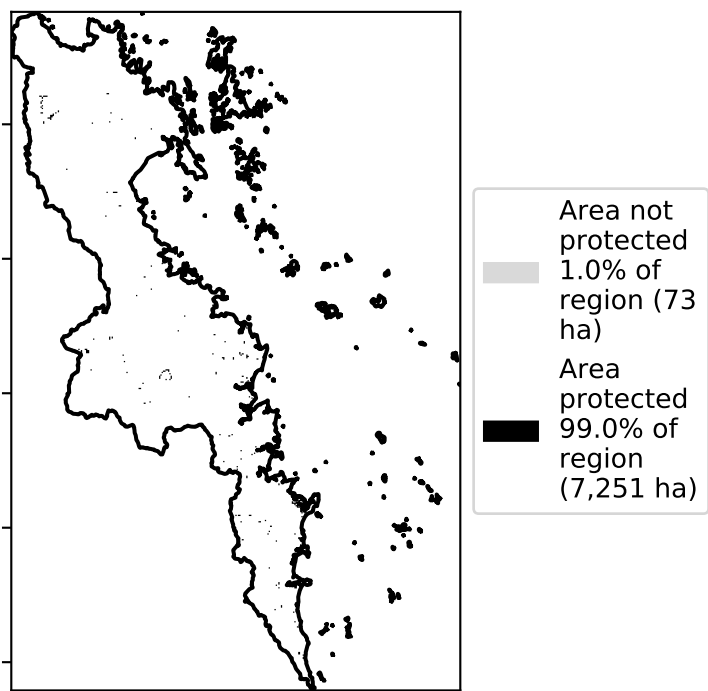 Area not
protected
1.0% of
region (73
ha)
Area
protected
99.0% of
region
(7,251 ha)